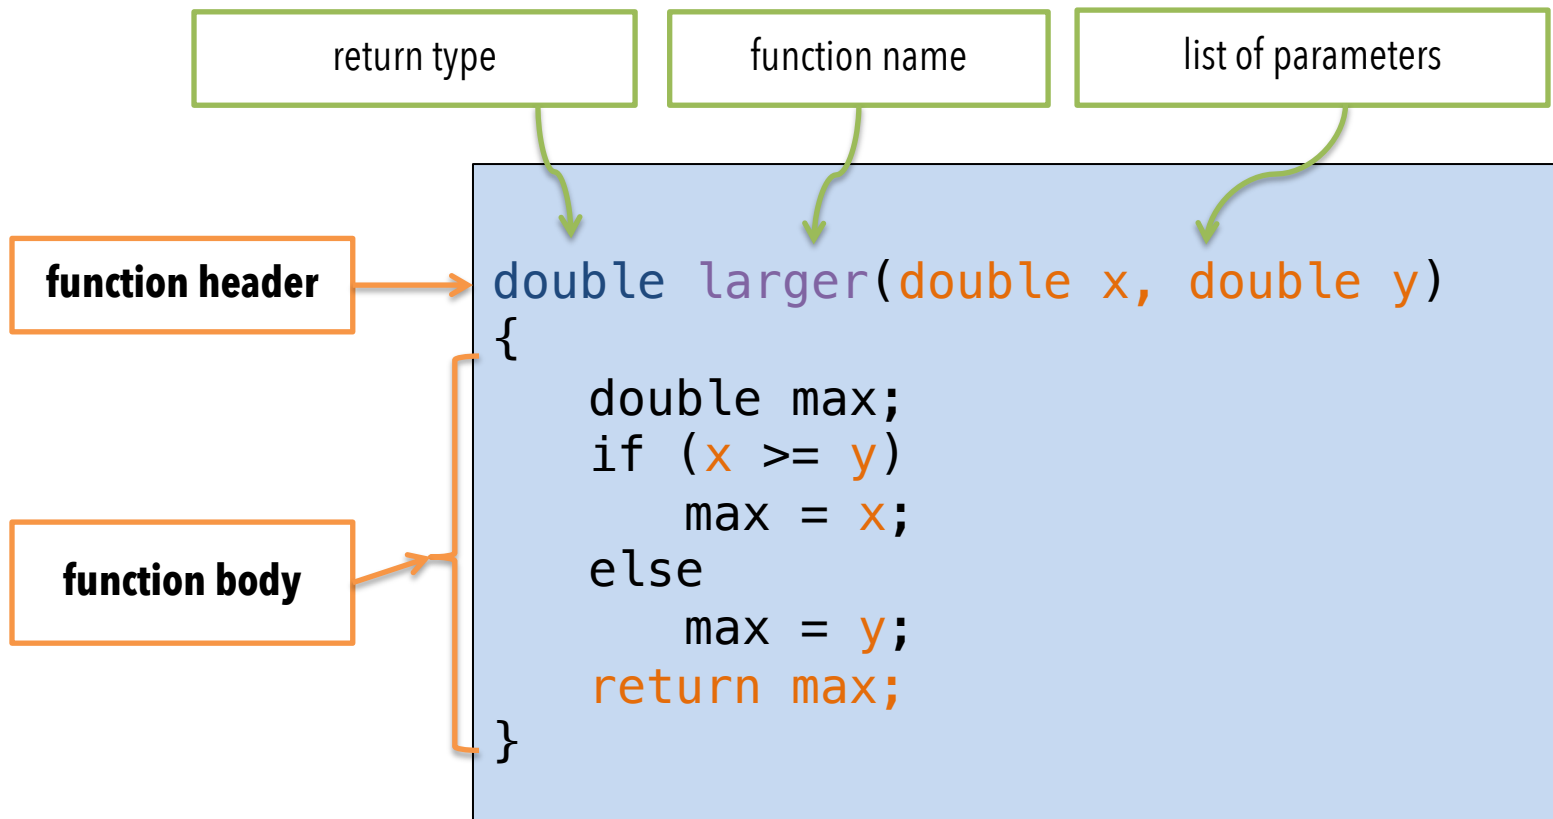 return type
function name
list of parameters
function header
double larger(double x, double y)
{
double max;
if (x >= y)
max = x;
else
max = y;
return max;
}
function body